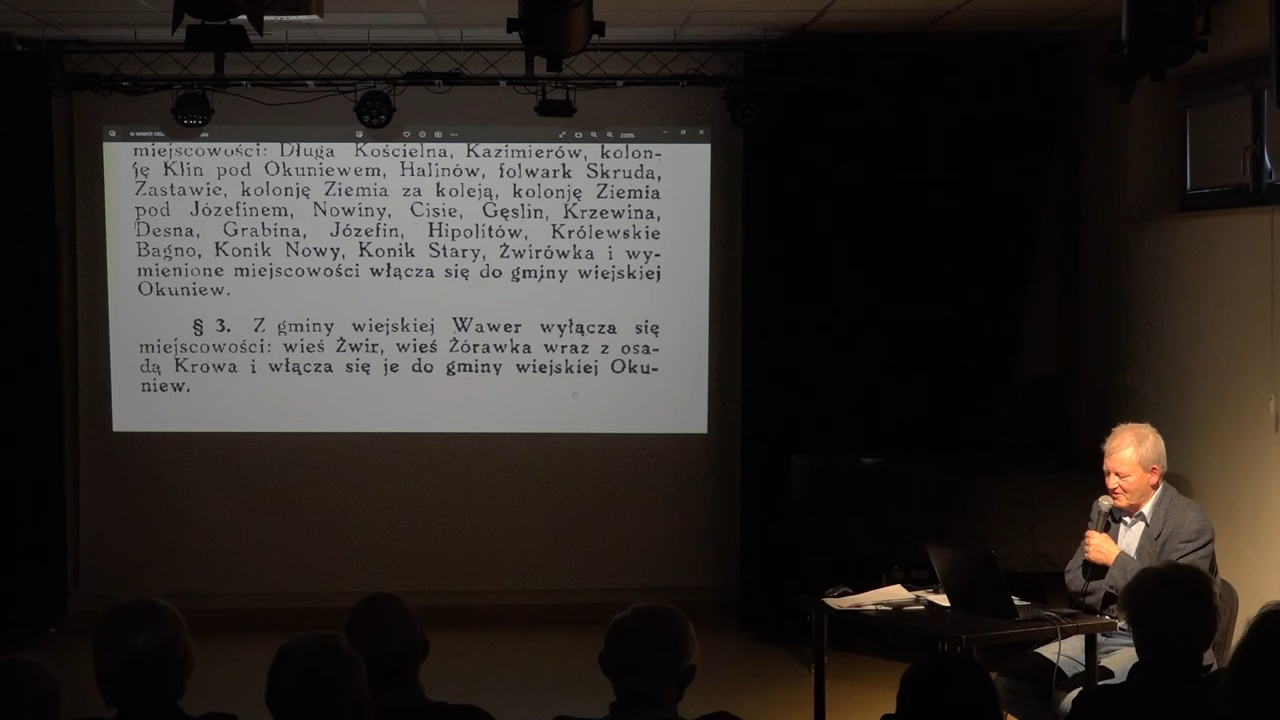 230%
miejscowości: Długa Kościelna, Kazimierów, kolon-
ję Klin pod Okuniewem, Halinów, folwark Skruda,
Zastawie, kolonję Ziemia za koleją, kolonję Ziemia
pod Józefinem, Nowiny, Cisie, Gęslin, Krzewina,
Desna, Grabina, Józefin, Hipolitów, Królewskie
Bagno, Konik Nowy, Konik Stary, Żwirówka i wy-
mienione miejscowości włącza się do gminy wiejskiej
Okuniew.
§ 3. Z gminy wiejskiej Wawer wyłącza się
miejscowości: wieś Żwir, wieś Żórawka wraz z osa-
dą Krowa i włącza się je do gminy wiejskiej Oku-
niew.